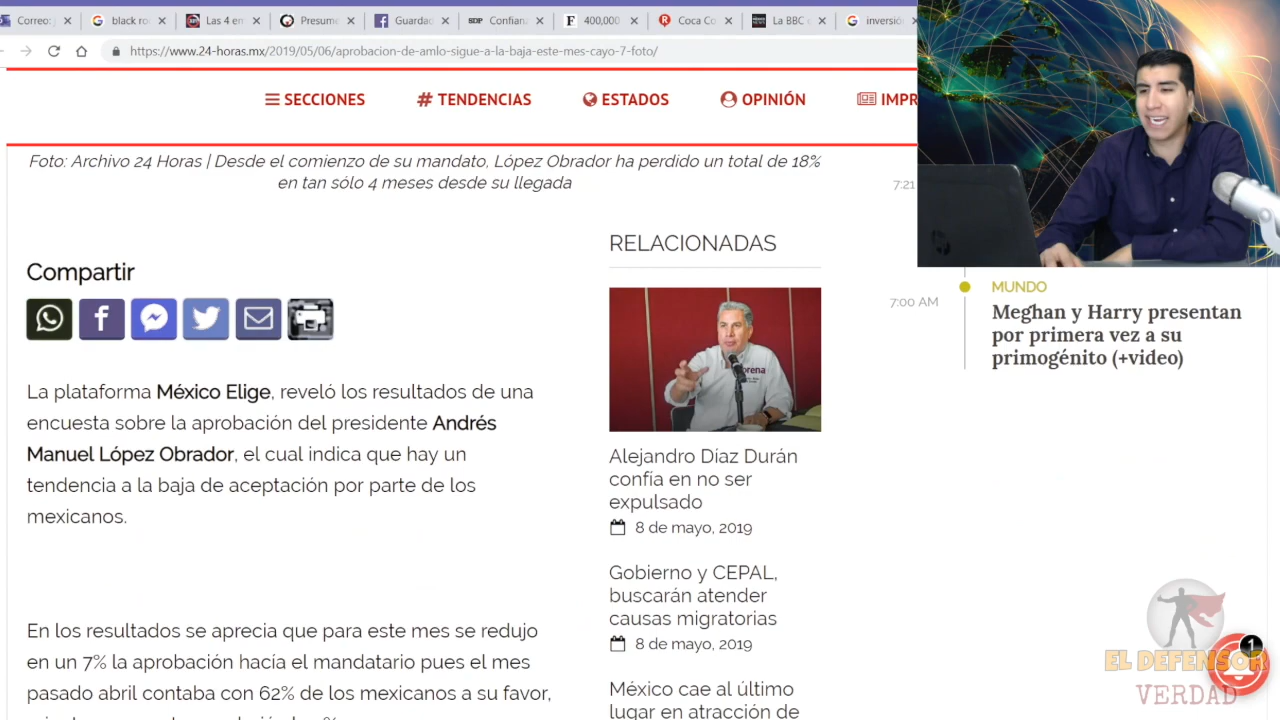 Correo:
black ro
Las 4 en
Presume
Guardad
SDP Confianz
400,000
Coca Co
La BBC
inversió
https://www.24-horas.mx/2019/05/06/aprobacion-de-amlo-sigue-a-la-baja-este-mes-cayo-7-foto/
SECCIONES
# TENDENCIAS
ESTADOS
OPINIÓN
IMPR
Foto: Archivo 24 Horas | Desde el comienzo de su mandato, López Obrador ha perdido un total de 18%
en tan sólo 4 meses desde su llegada
7:21
Compartir
La plataforma México Elige, reveló los resultados de una
encuesta sobre la aprobación del presidente Andrés
Manuel López Obrador, el cual indica que hay un
tendencia a la baja de aceptación por parte de los
mexicanos.
En los resultados se aprecia que para este mes se redujo
en un 7% la aprobación hacía el mandatario pues el mes
pasado abril contaba con 62% de los mexicanos a su favor,
RELACIONADAS
morena
Alejandro Díaz Durán
confía en no ser
expulsado
8 de mayo, 2019
Gobierno y CEPAL,
buscarán atender
causas migratorias
8 de mayo, 2019
México cae al último
lugar en atracción de
7:00 AM
MUNDO
Meghan y Harry presentan
por primera vez a su
primogénito (+video)
1
EL DEFENSOR
VERDAD